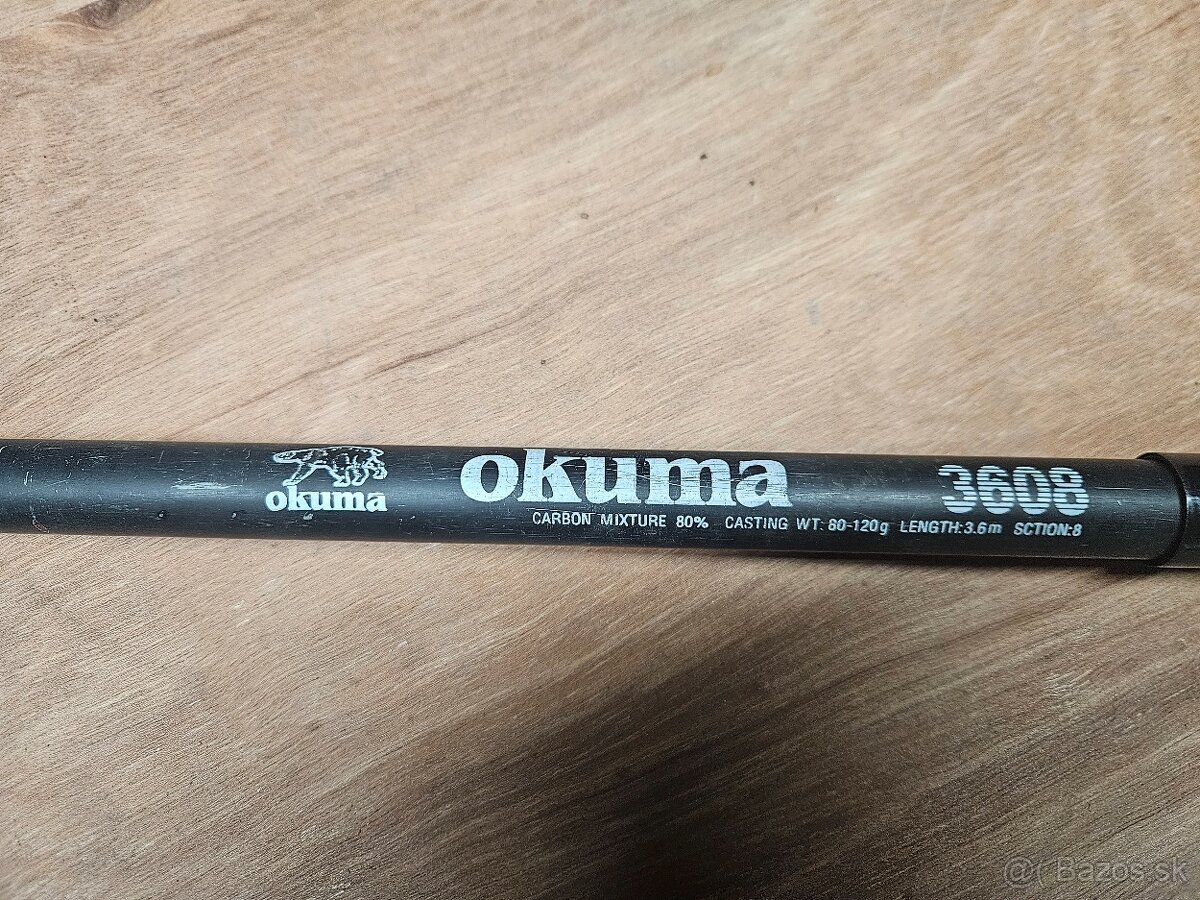 okuma
okuma 3608
CARBON MIXTURE 80% CASTING WT: 80-120g LENGTH:3.6m SCTION:8
@( Bazos.sk